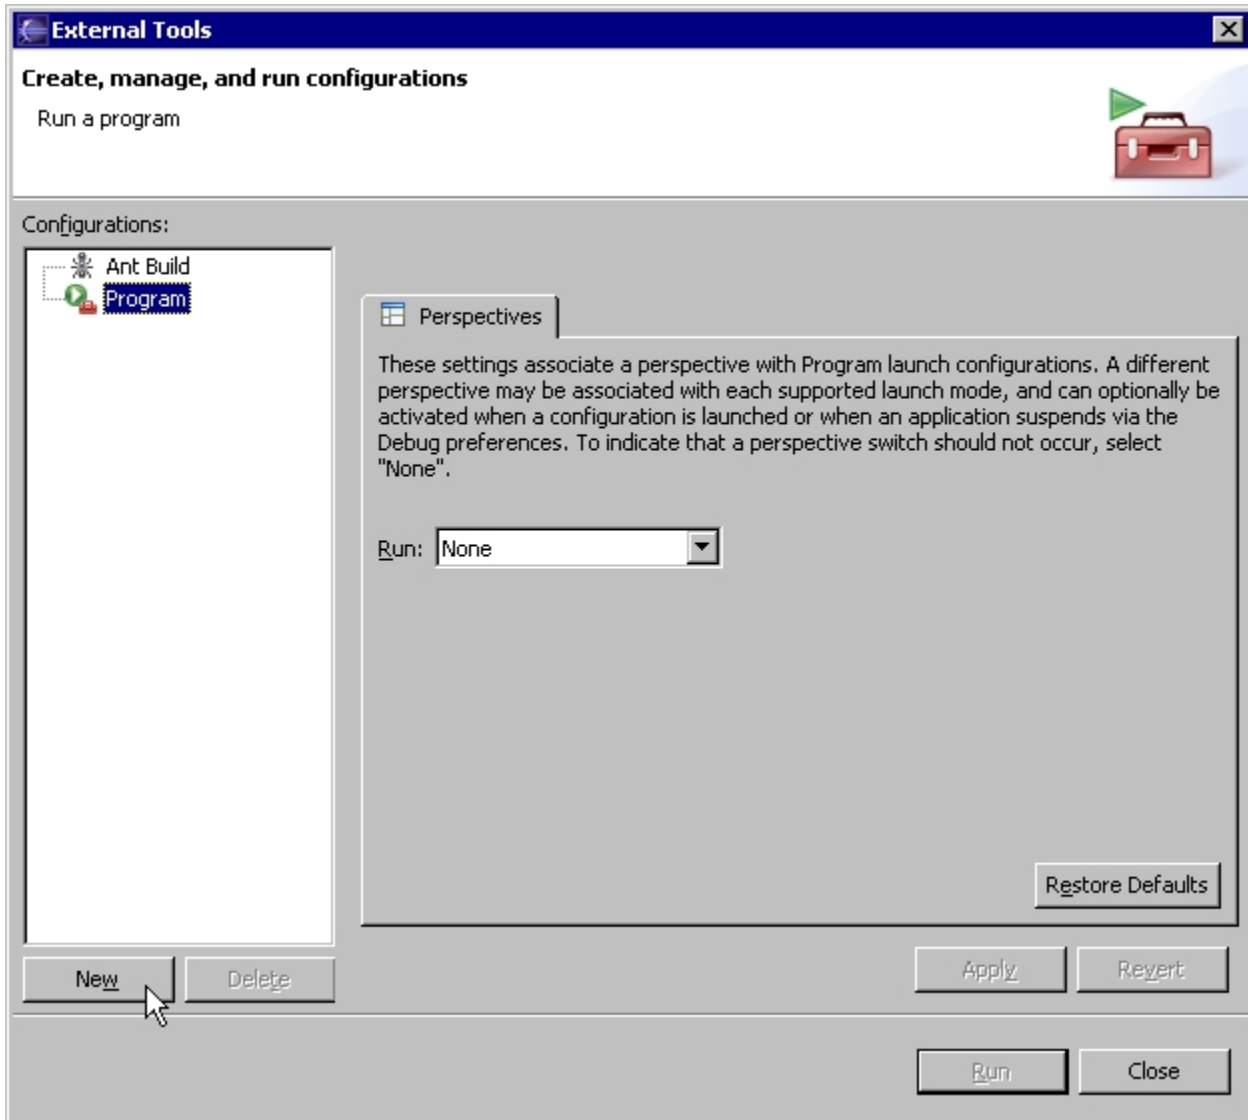 External Tools
Create, manage, and run configurations
Run a program
Configurations:
Ant Build
Program
Perspectives
These settings associate a perspective with Program launch configurations. A different
perspective may be associated with each supported launch mode, and can optionally be
activated when a configuration is launched or when an application suspends via the
Debug preferences. To indicate that a perspective switch should not occur, select
"None".
Run: None
Restore Defaults
New Delete Apply Revert
Run Close